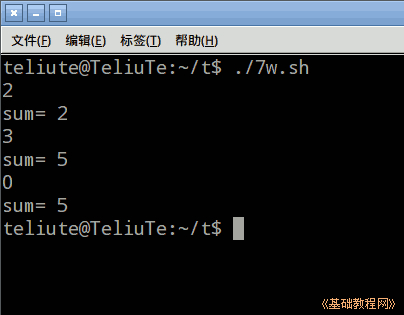 文件(F) 编辑(E) 标签(T) 帮助(H)
teliute@TeliuTe:~/t$ ./7w.sh
2
sum= 2
3
sum= 5
0
sum= 5
teliute@TeliuTe:~/t$
《基础教程网》